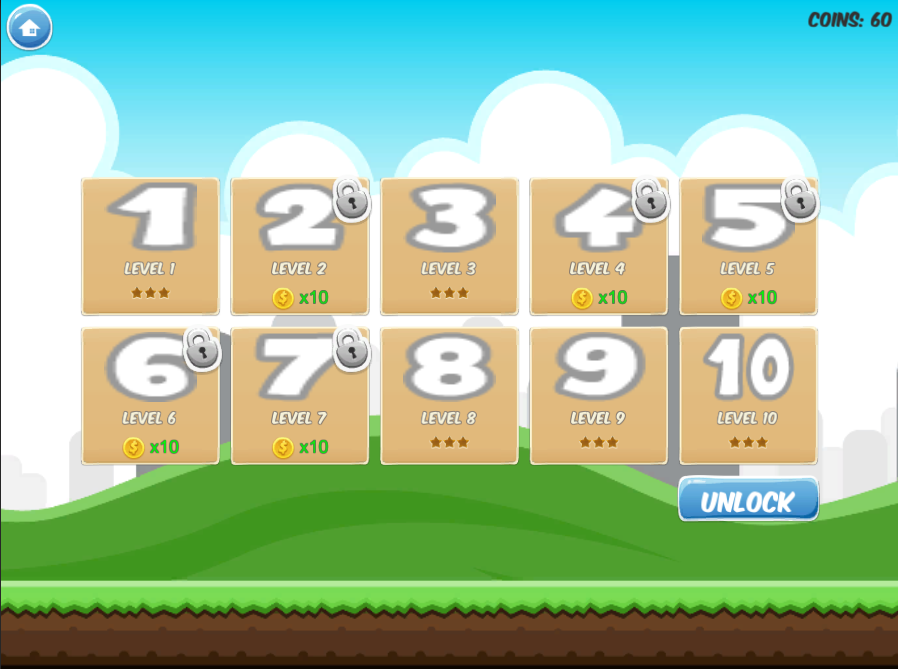 COINS: 60
1
2
3
4
5
LEVEL 1
LEVEL 2
LEVEL 3
LEVEL 4
LEVEL 5
$ x10
$ x10
$ x10
6
7
8
9
10
LEVEL 6
LEVEL 7
LEVEL 8
LEVEL 9
LEVEL 10
$ x10
$ x10
UNLOCK